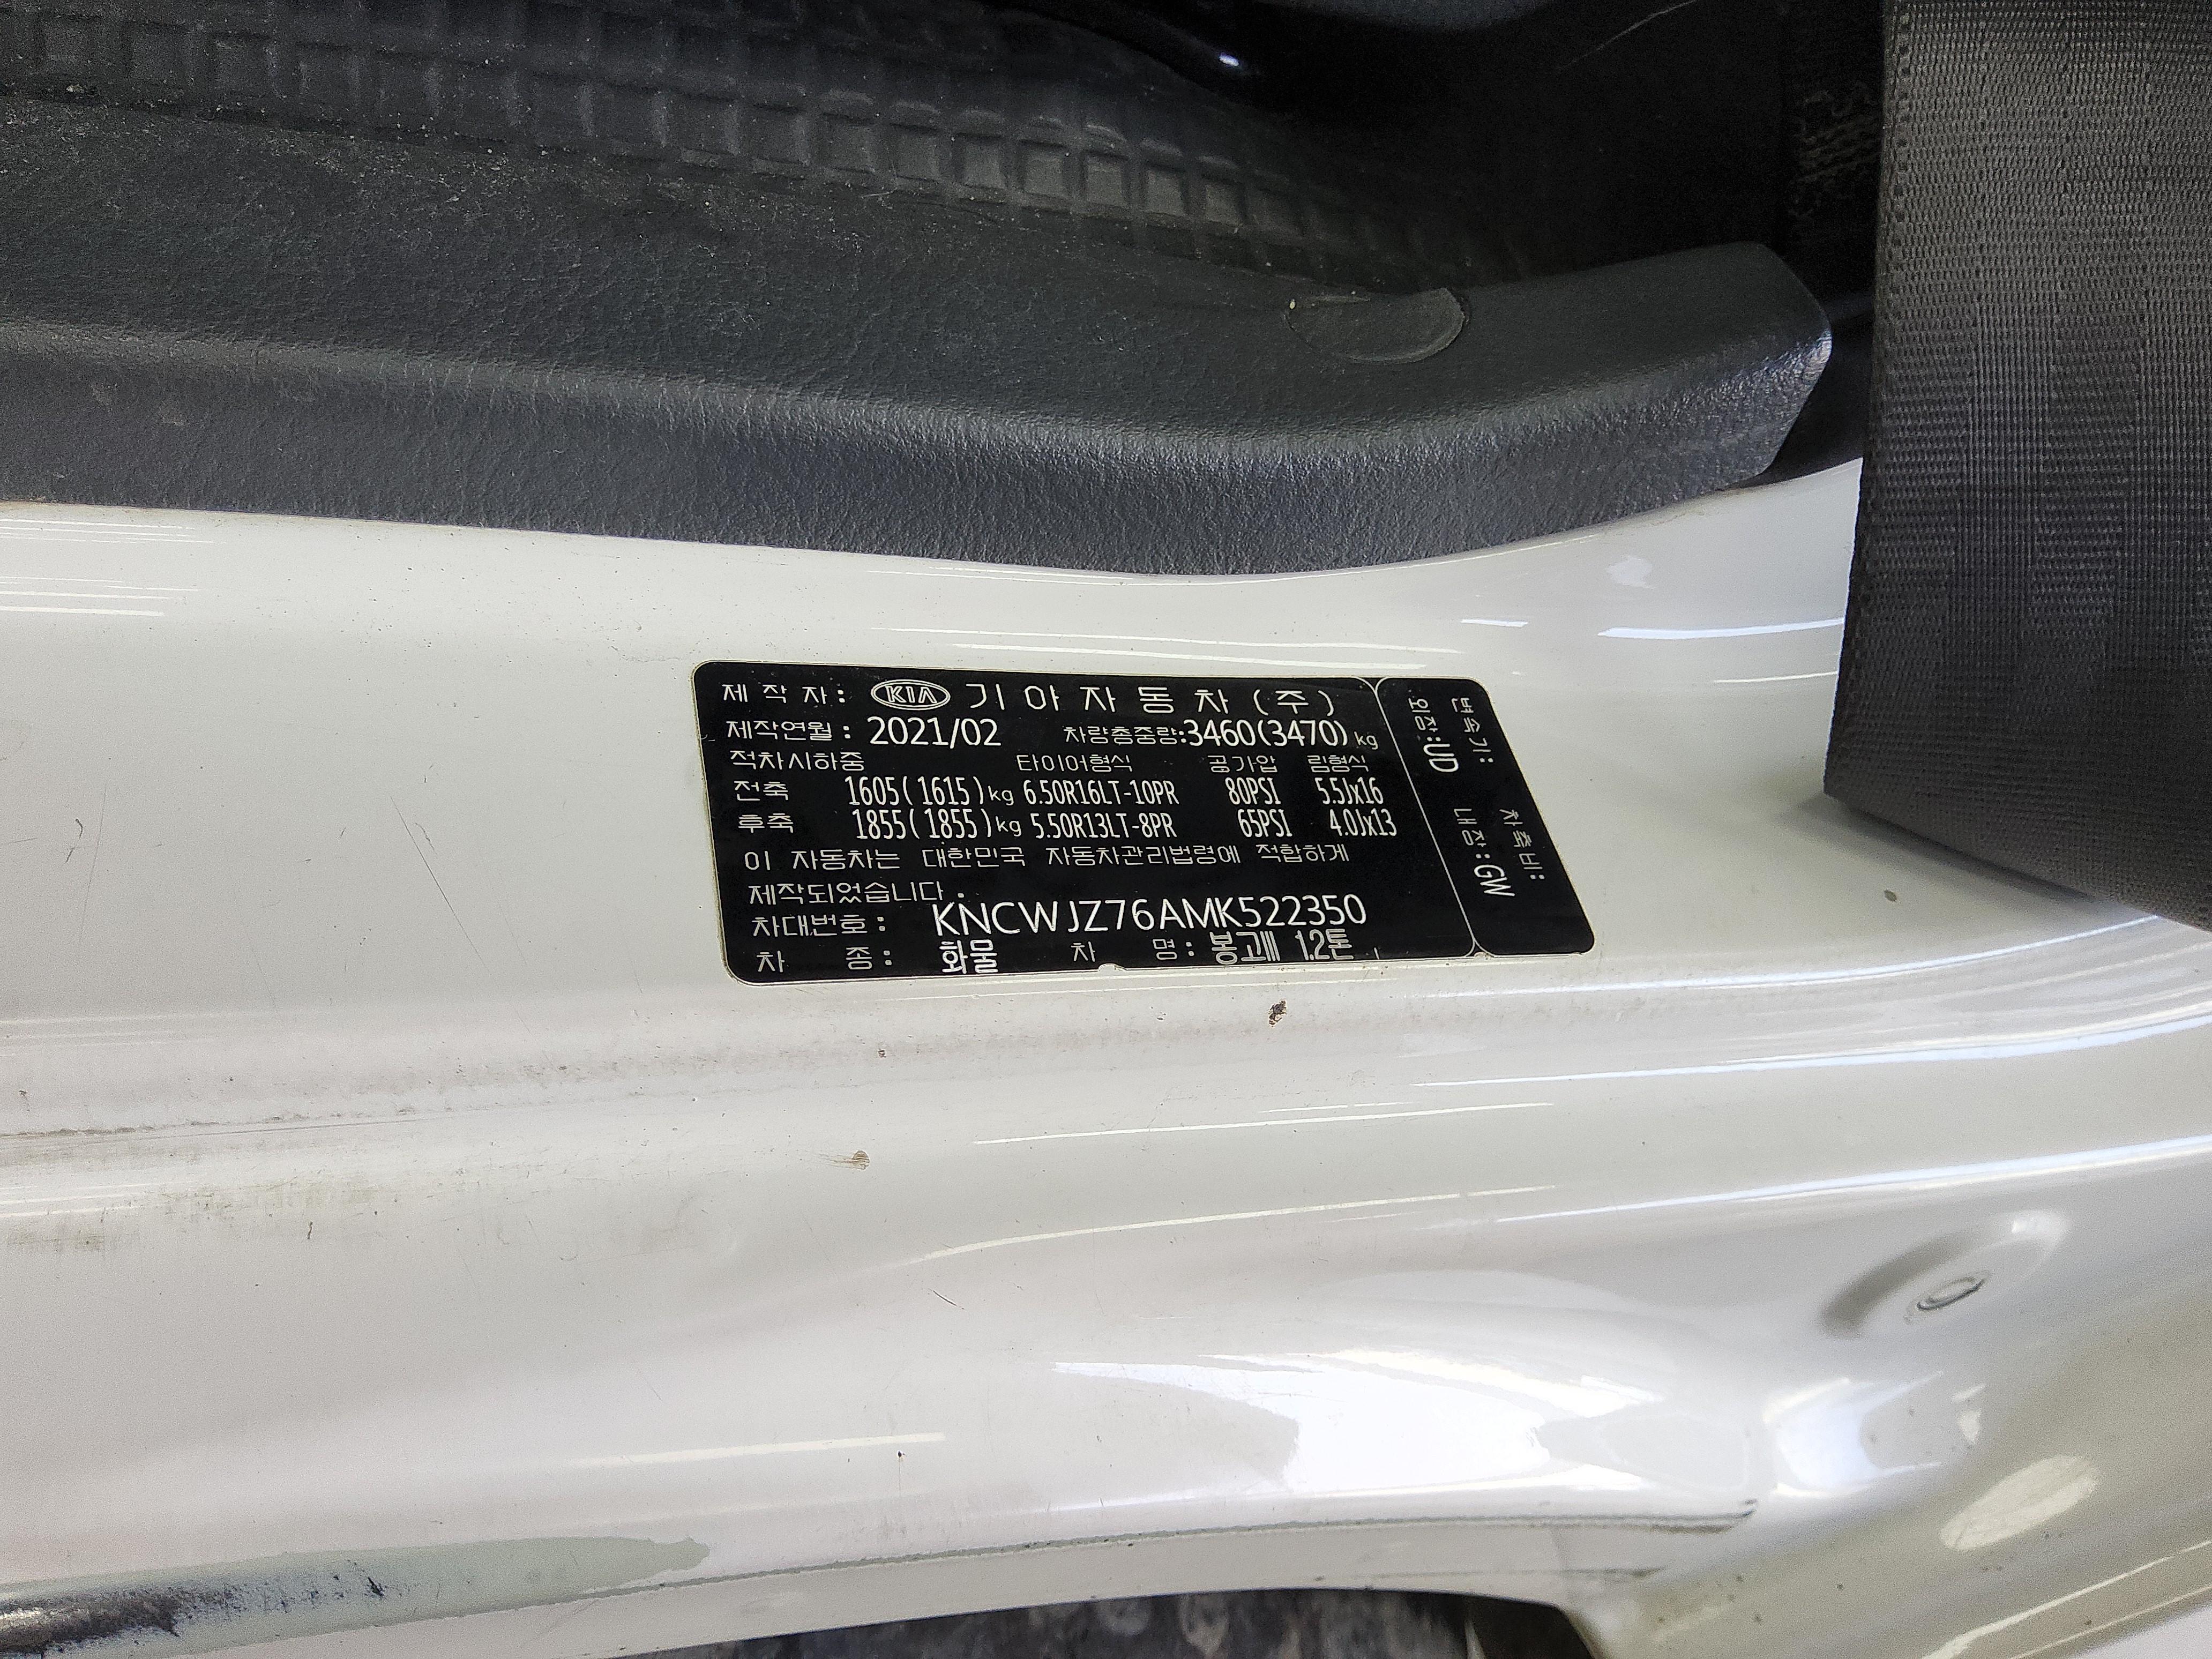 제 작 자 : KIA 기 아 자 동 차 (주)
제작연월 : 2021/02 차량총중량:3460(3470)kg
적차시하중 타이어형식 공기압 림형식
전축 1605(1615)kg 6.50R16LT-10PR 80PSI 5.5Jx16
후축 1855(1855)kg 5.50R13LT-8PR 65PSI 4.0Jx13
이 자동차는 대한민국 자동차관리법령에 적합하게
제작되었습니다.
차대번호 : KNCWJZ76AMK522350
차 종 : 화물 차 명 : 봉고Ⅲ 1.2톤
변속기: 차축비:
외장:UD 내장:GW